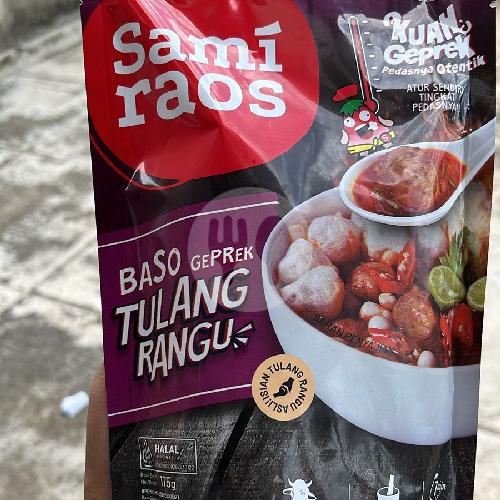 Samí
raos
KUAH
Geprek
Pedasnya Otentik
ATUR SENDIRI
TINGKAT
PEDASNYA!
BASO GEPREK
TULANG
RANGU
ASLI ISIAN TULANG RANGU
HALAL
115g